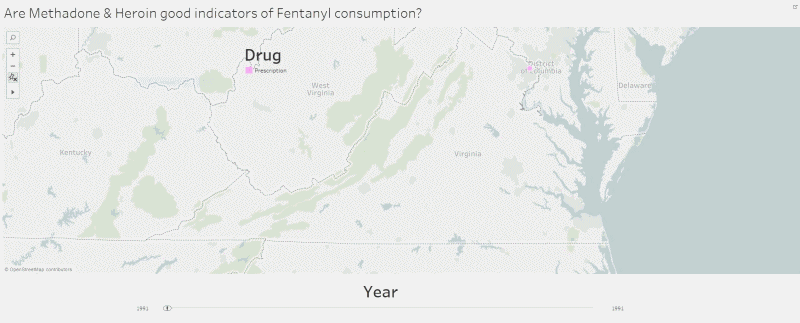 Are Methadone & Heroin good indicators of Fentanyl consumption?
Drug
Prescription
District
of Columbia
West
Virginia
Delaware
Kentucky
Virginia
© OpenStreetMap contributors
Year
1991
1991